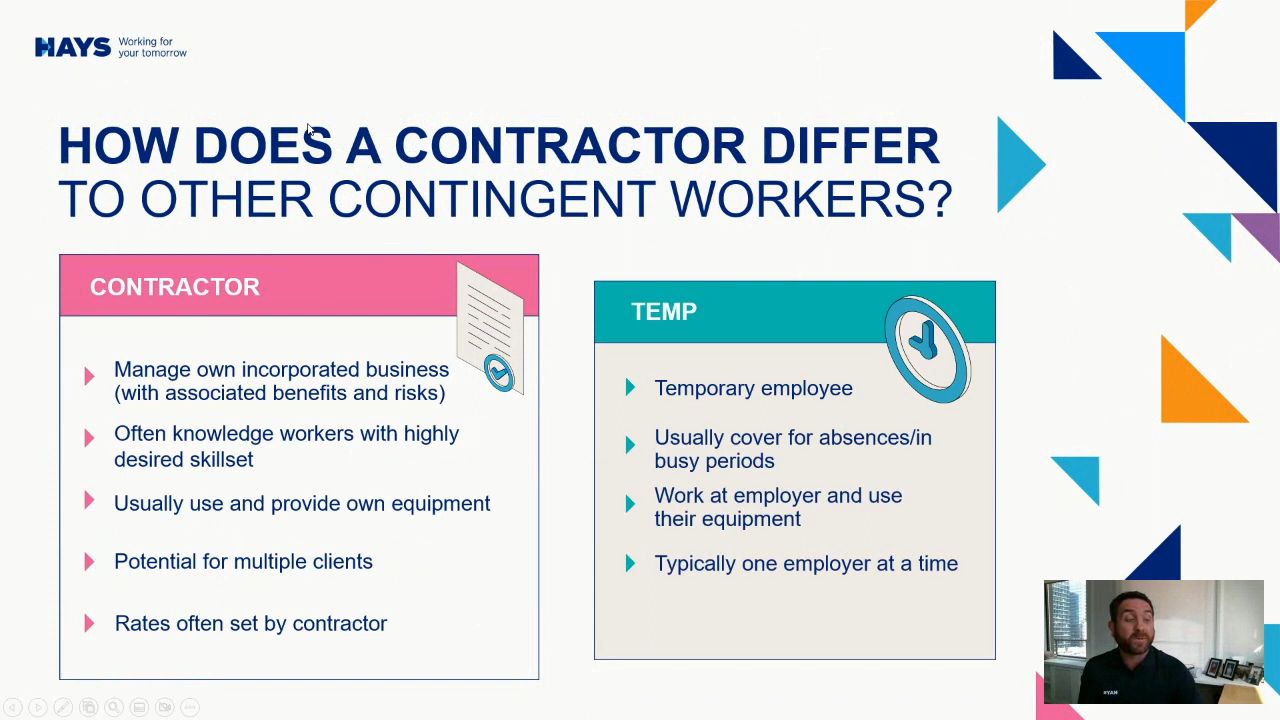 HAYS
Working for
your tomorrow
HOW DOES A CONTRACTOR DIFFER
TO OTHER CONTINGENT WORKERS?
CONTRACTOR
Manage own incorporated business
(with associated benefits and risks)
Often knowledge workers with highly
desired skillset
Usually use and provide own equipment
Potential for multiple clients
Rates often set by contractor
TEMP
Temporary employee
Usually cover for absences/in
busy periods
Work at employer and use
their equipment
Typically one employer at a time